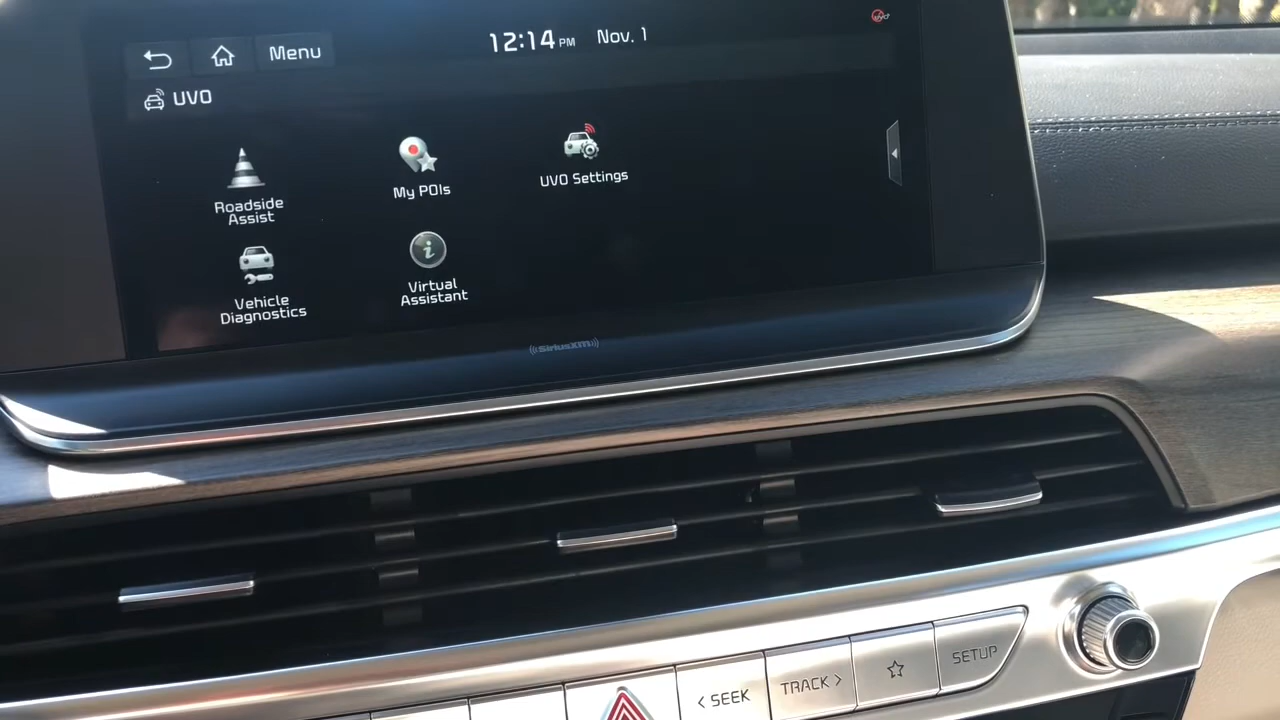 Menu
12:14 PM
Nov. 1
UVO
UVO
Roadside
Assist
My POIs
UVO Settings
Vehicle
Diagnostics
Virtual
Assistant
SiriusXM
< SEEK
TRACK >
SETUP